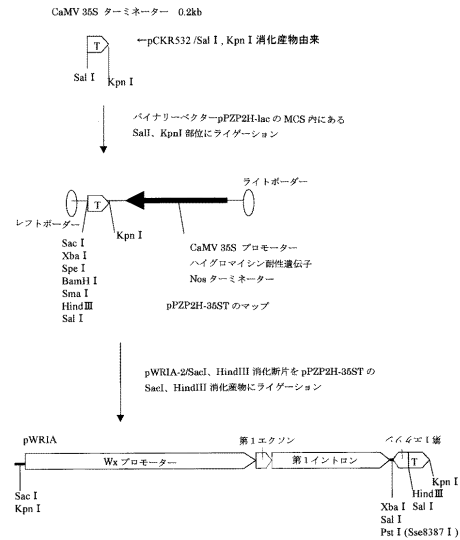 CaMV 35S ターミネーター 0.2kb
T
←pCKR532 /Sal I , Kpn I 消化産物由来
Sal I
Kpn I
バイナリーベクターpPZP2H-lac の MCS 内にある
SalI、KpnI 部位にライゲーション
ライトボーダー
T
レフトボーダー
Kpn I
Sac I
Xba I
Spe I
BamH I
Sma I
HindⅢ
Sal I
CaMV 35S プロモーター
ハイグロマイシン耐性遺伝子
Nos ターミネーター
pPZP2H-35ST のマップ
pWRIA-2/SacI、HindIII 消化断片を pPZP2H-35ST の
SacI、HindIII 消化産物にライゲーション
pWRIA
第1エクソン
第1エクソン
Wx プロモーター
第1イントロン
T
Sac I
Kpn I
Kpn I
HindⅢ
Sal I
Xba I
Sal I
Pst I (Sse8387 I )